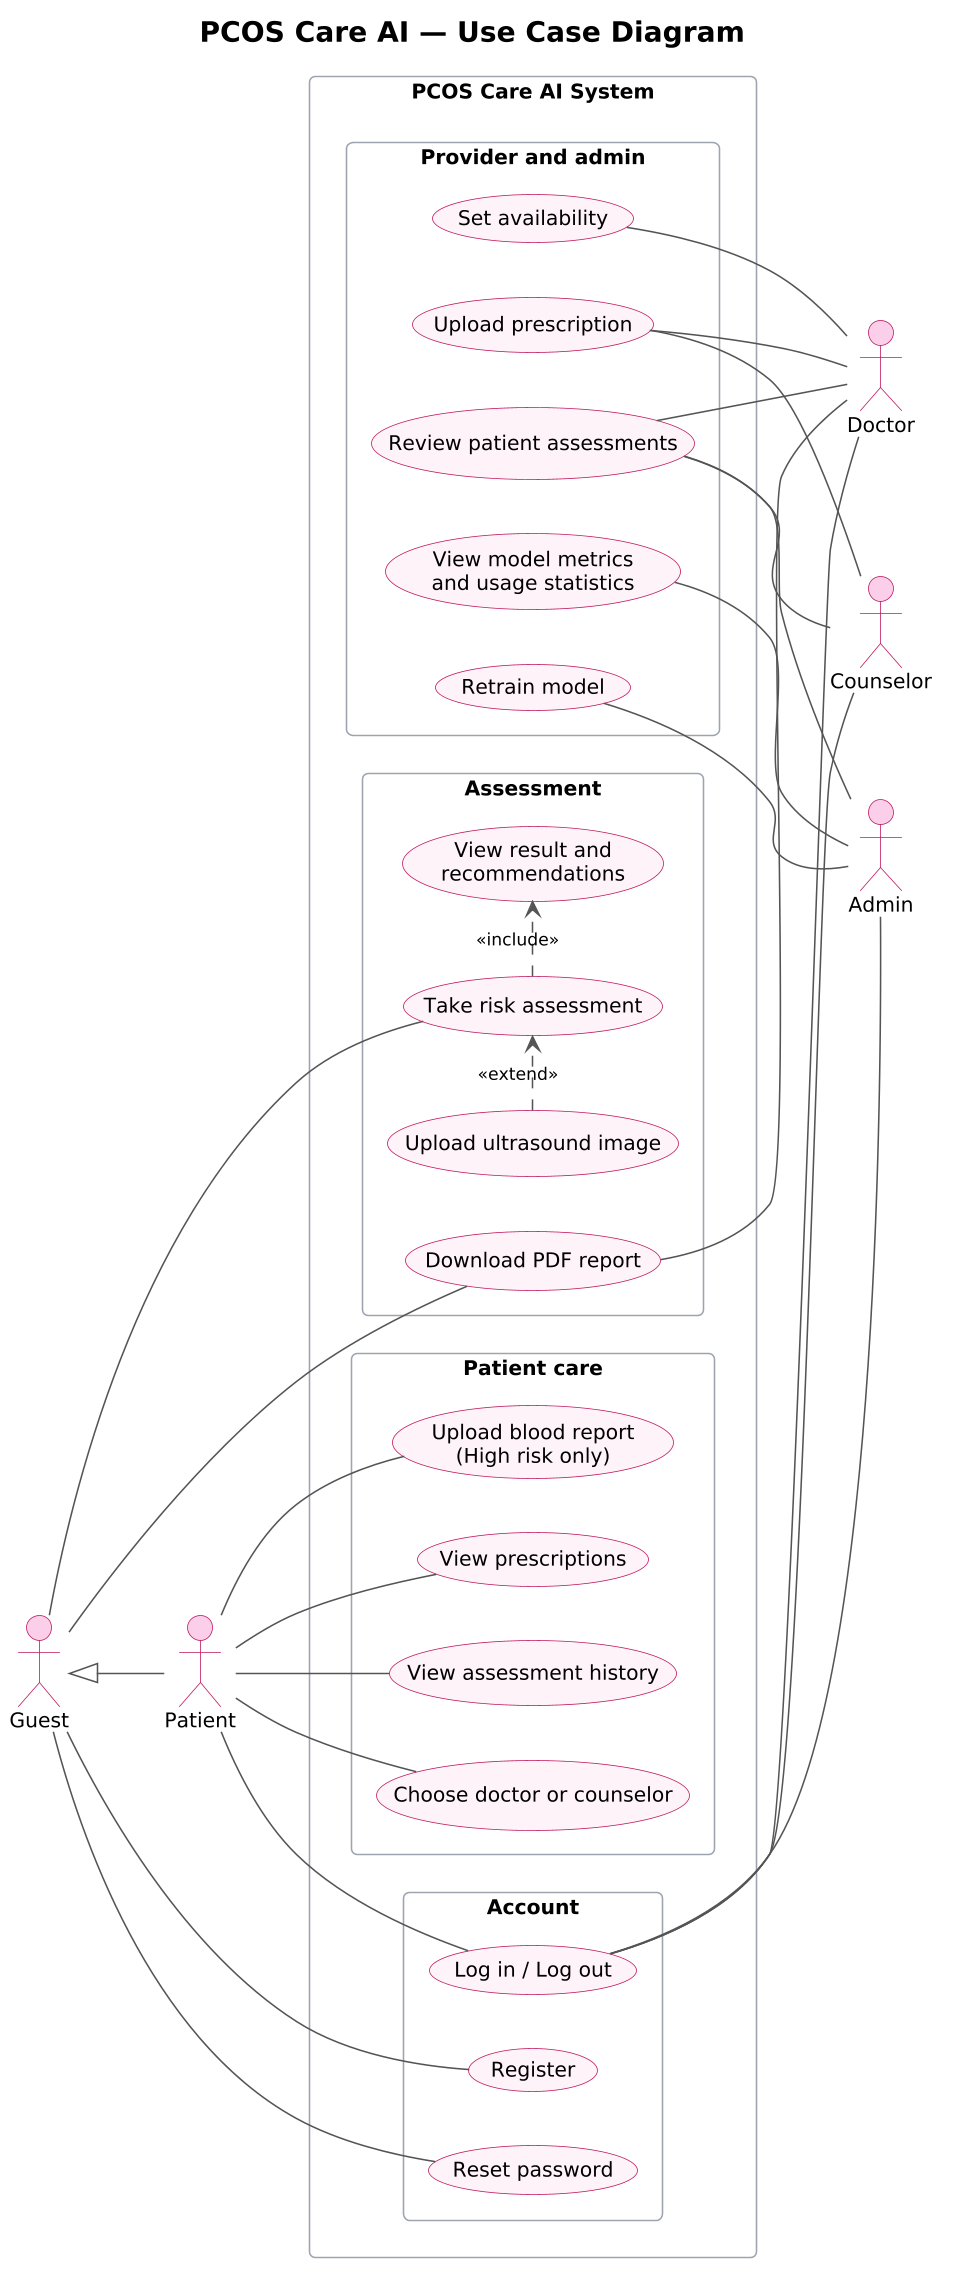 PCOS Care AI — Use Case Diagram
PCOS Care AI System
Provider and admin
Set availability
Upload prescription
Review patient assessments
View model metrics
and usage statistics
Retrain model
Doctor
Counselor
Admin
Assessment
View result and
recommendations
«include»
Take risk assessment
«extend»
Upload ultrasound image
Download PDF report
Patient care
Upload blood report
(High risk only)
View prescriptions
View assessment history
Choose doctor or counselor
Guest
Patient
Account
Log in / Log out
Register
Reset password